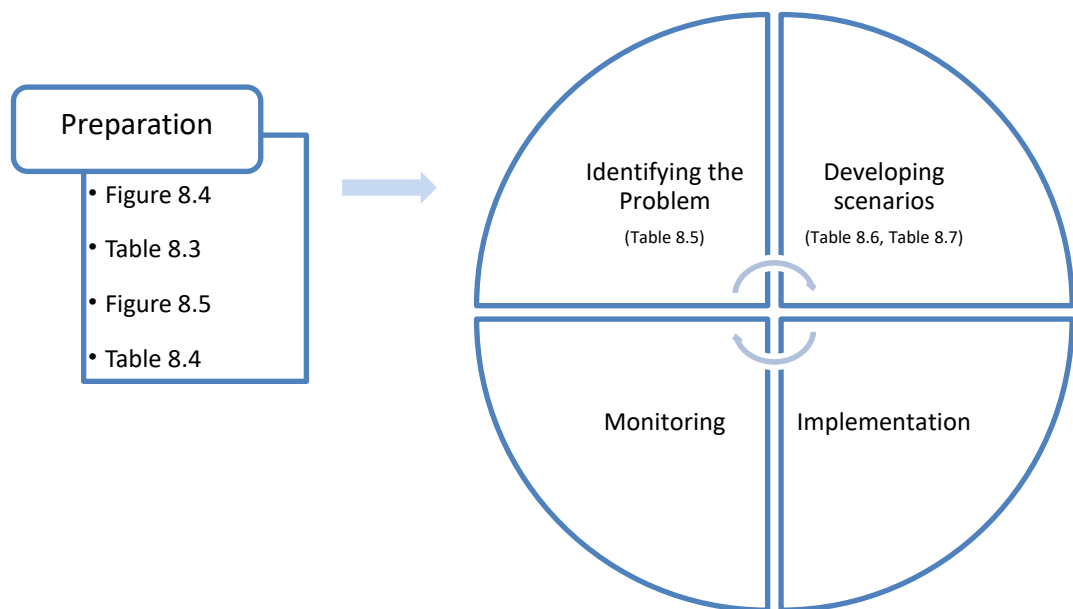 Preparation
• Figure 8.4
• Table 8.3
• Figure 8.5
• Table 8.4
Identifying the
Problem
(Table 8.5)
Developing
scenarios
(Table 8.6, Table 8.7)
Monitoring
Implementation